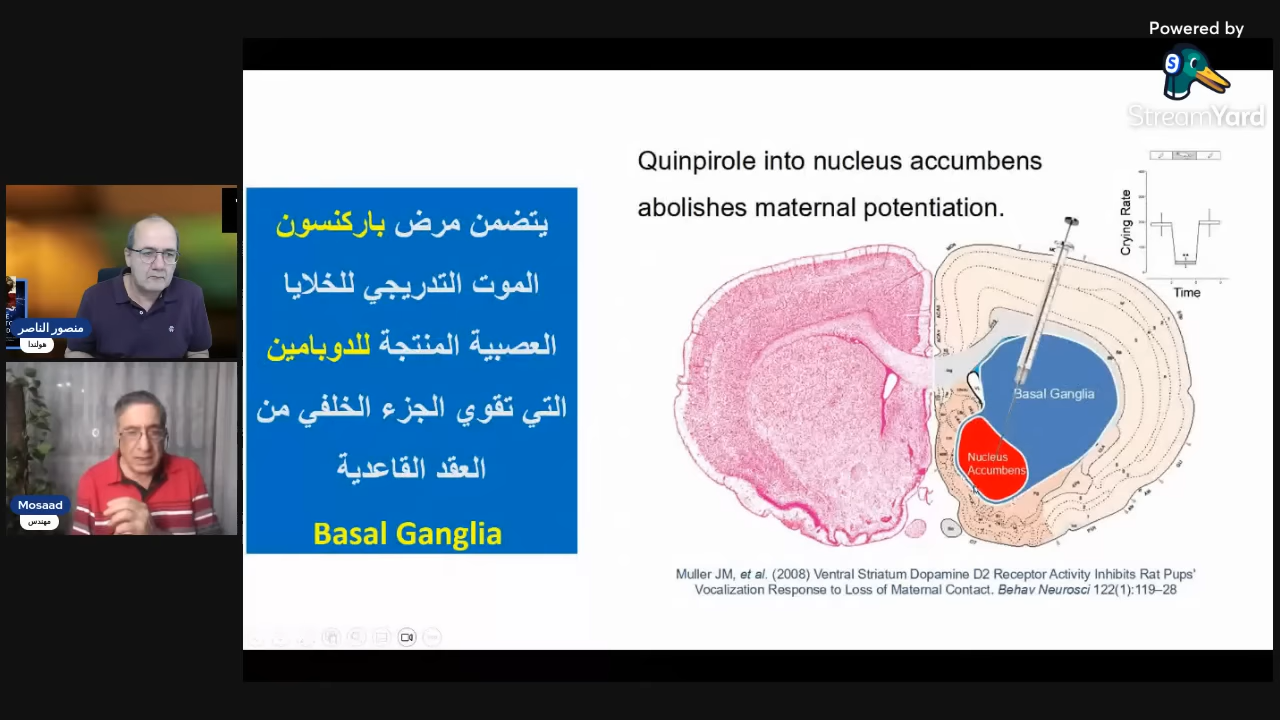 Powered by
StreamYard
يتضمن مرض باركنسون
الموت التدريجي للخلايا
العصبية المنتجة للدوبامين
التي تقوي الجزء الخلفي من
العقد القاعدية
Basal Ganglia
Quinpirole into nucleus accumbens
abolishes maternal potentiation.
Crying Rate
Time
Basal Ganglia
Nucleus
Accumbens
Muller JM, et al. (2008) Ventral Striatum Dopamine D2 Receptor Activity Inhibits Rat Pups'
Vocalization Response to Loss of Maternal Contact. Behav Neurosci 122(1):119–28
منصور الناصر
هولندا
Mosaad
مهندس